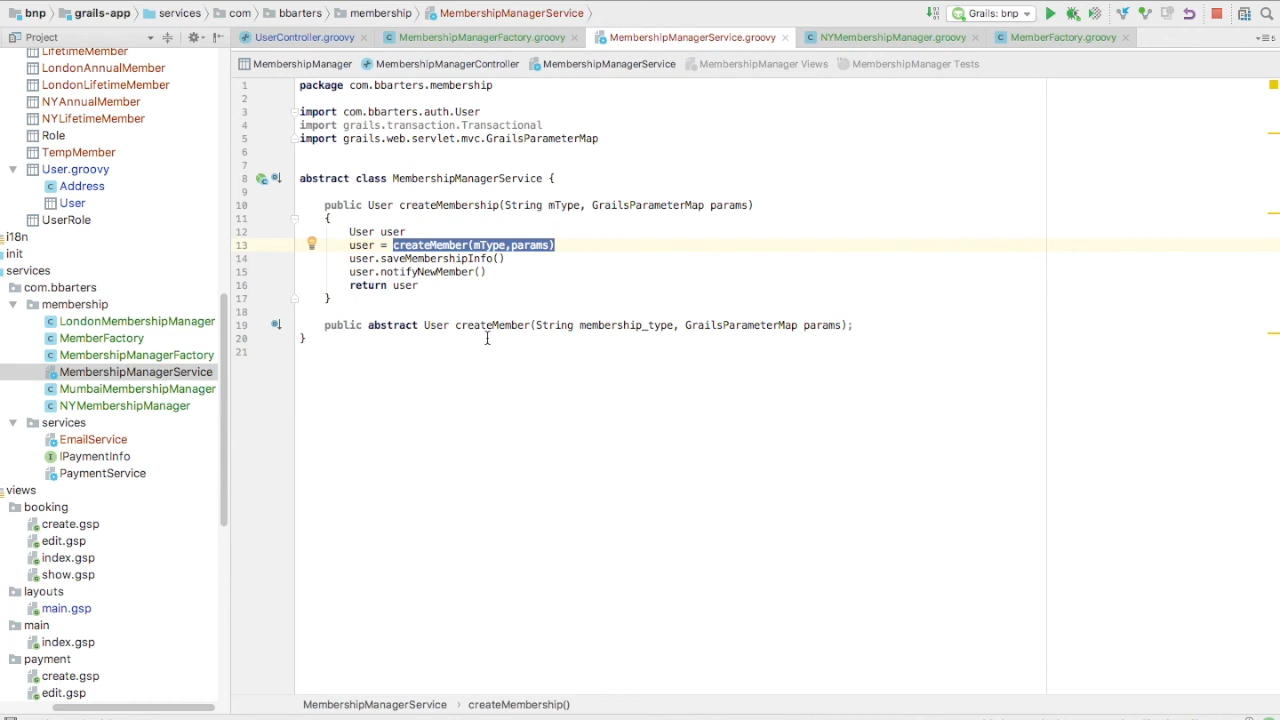 bnp grails-app services com bbarters membership MembershipManagerService Grails: bnp
Project UserController.groovy MembershipManagerFactory.groovy MembershipManagerService.groovy NYMembershipManager.groovy MemberFactory.groovy
MembershipManager MembershipManagerController MembershipManagerService MembershipManager Views MembershipManager Tests
LifetimeMember
LondonAnnualMember
LondonLifetimeMember
NYAnnualMember
NYLifetimeMember
Role
TempMember
User.groovy
Address
User
UserRole
i18n
init
services
com.bbarters
membership
LondonMembershipManager
MemberFactory
MembershipManagerFactory
MembershipManagerService
MumbaiMembershipManager
NYMembershipManager
services
EmailService
IPaymentInfo
PaymentService
views
booking
create.gsp
edit.gsp
index.gsp
show.gsp
layouts
main.gsp
main
index.gsp
payment
create.gsp
edit.gsp
1 package com.bbarters.membership
2
3 import com.bbarters.auth.User
4 import grails.transaction.Transactional
5 import grails.web.servlet.mvc.GrailsParameterMap
6
7
8 abstract class MembershipManagerService {
9
10 public User createMembership(String mType, GrailsParameterMap params)
11 {
12 User user
13 user = createMember(mType,params)
14 user.saveMembershipInfo()
15 user.notifyNewMember()
16 return user
17 }
18
19 public abstract User createMember(String membership_type, GrailsParameterMap params);
20 }
21
MembershipManagerService createMembership()